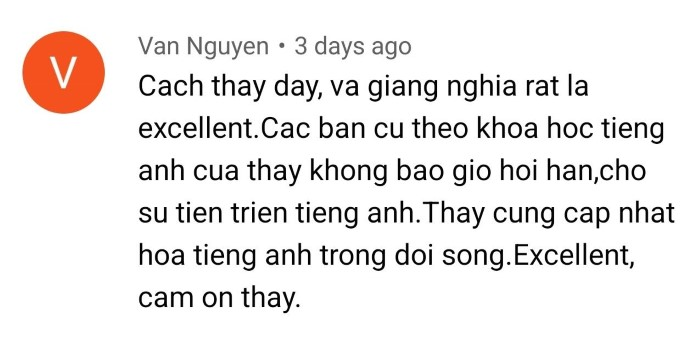 V
Van Nguyen • 3 days ago
Cach thay day, va giang nghia rat la
excellent.Cac ban cu theo khoa hoc tieng
anh cua thay khong bao gio hoi han,cho
su tien trien tieng anh.Thay cung cap nhat
hoa tieng anh trong doi song.Excellent,
cam on thay.